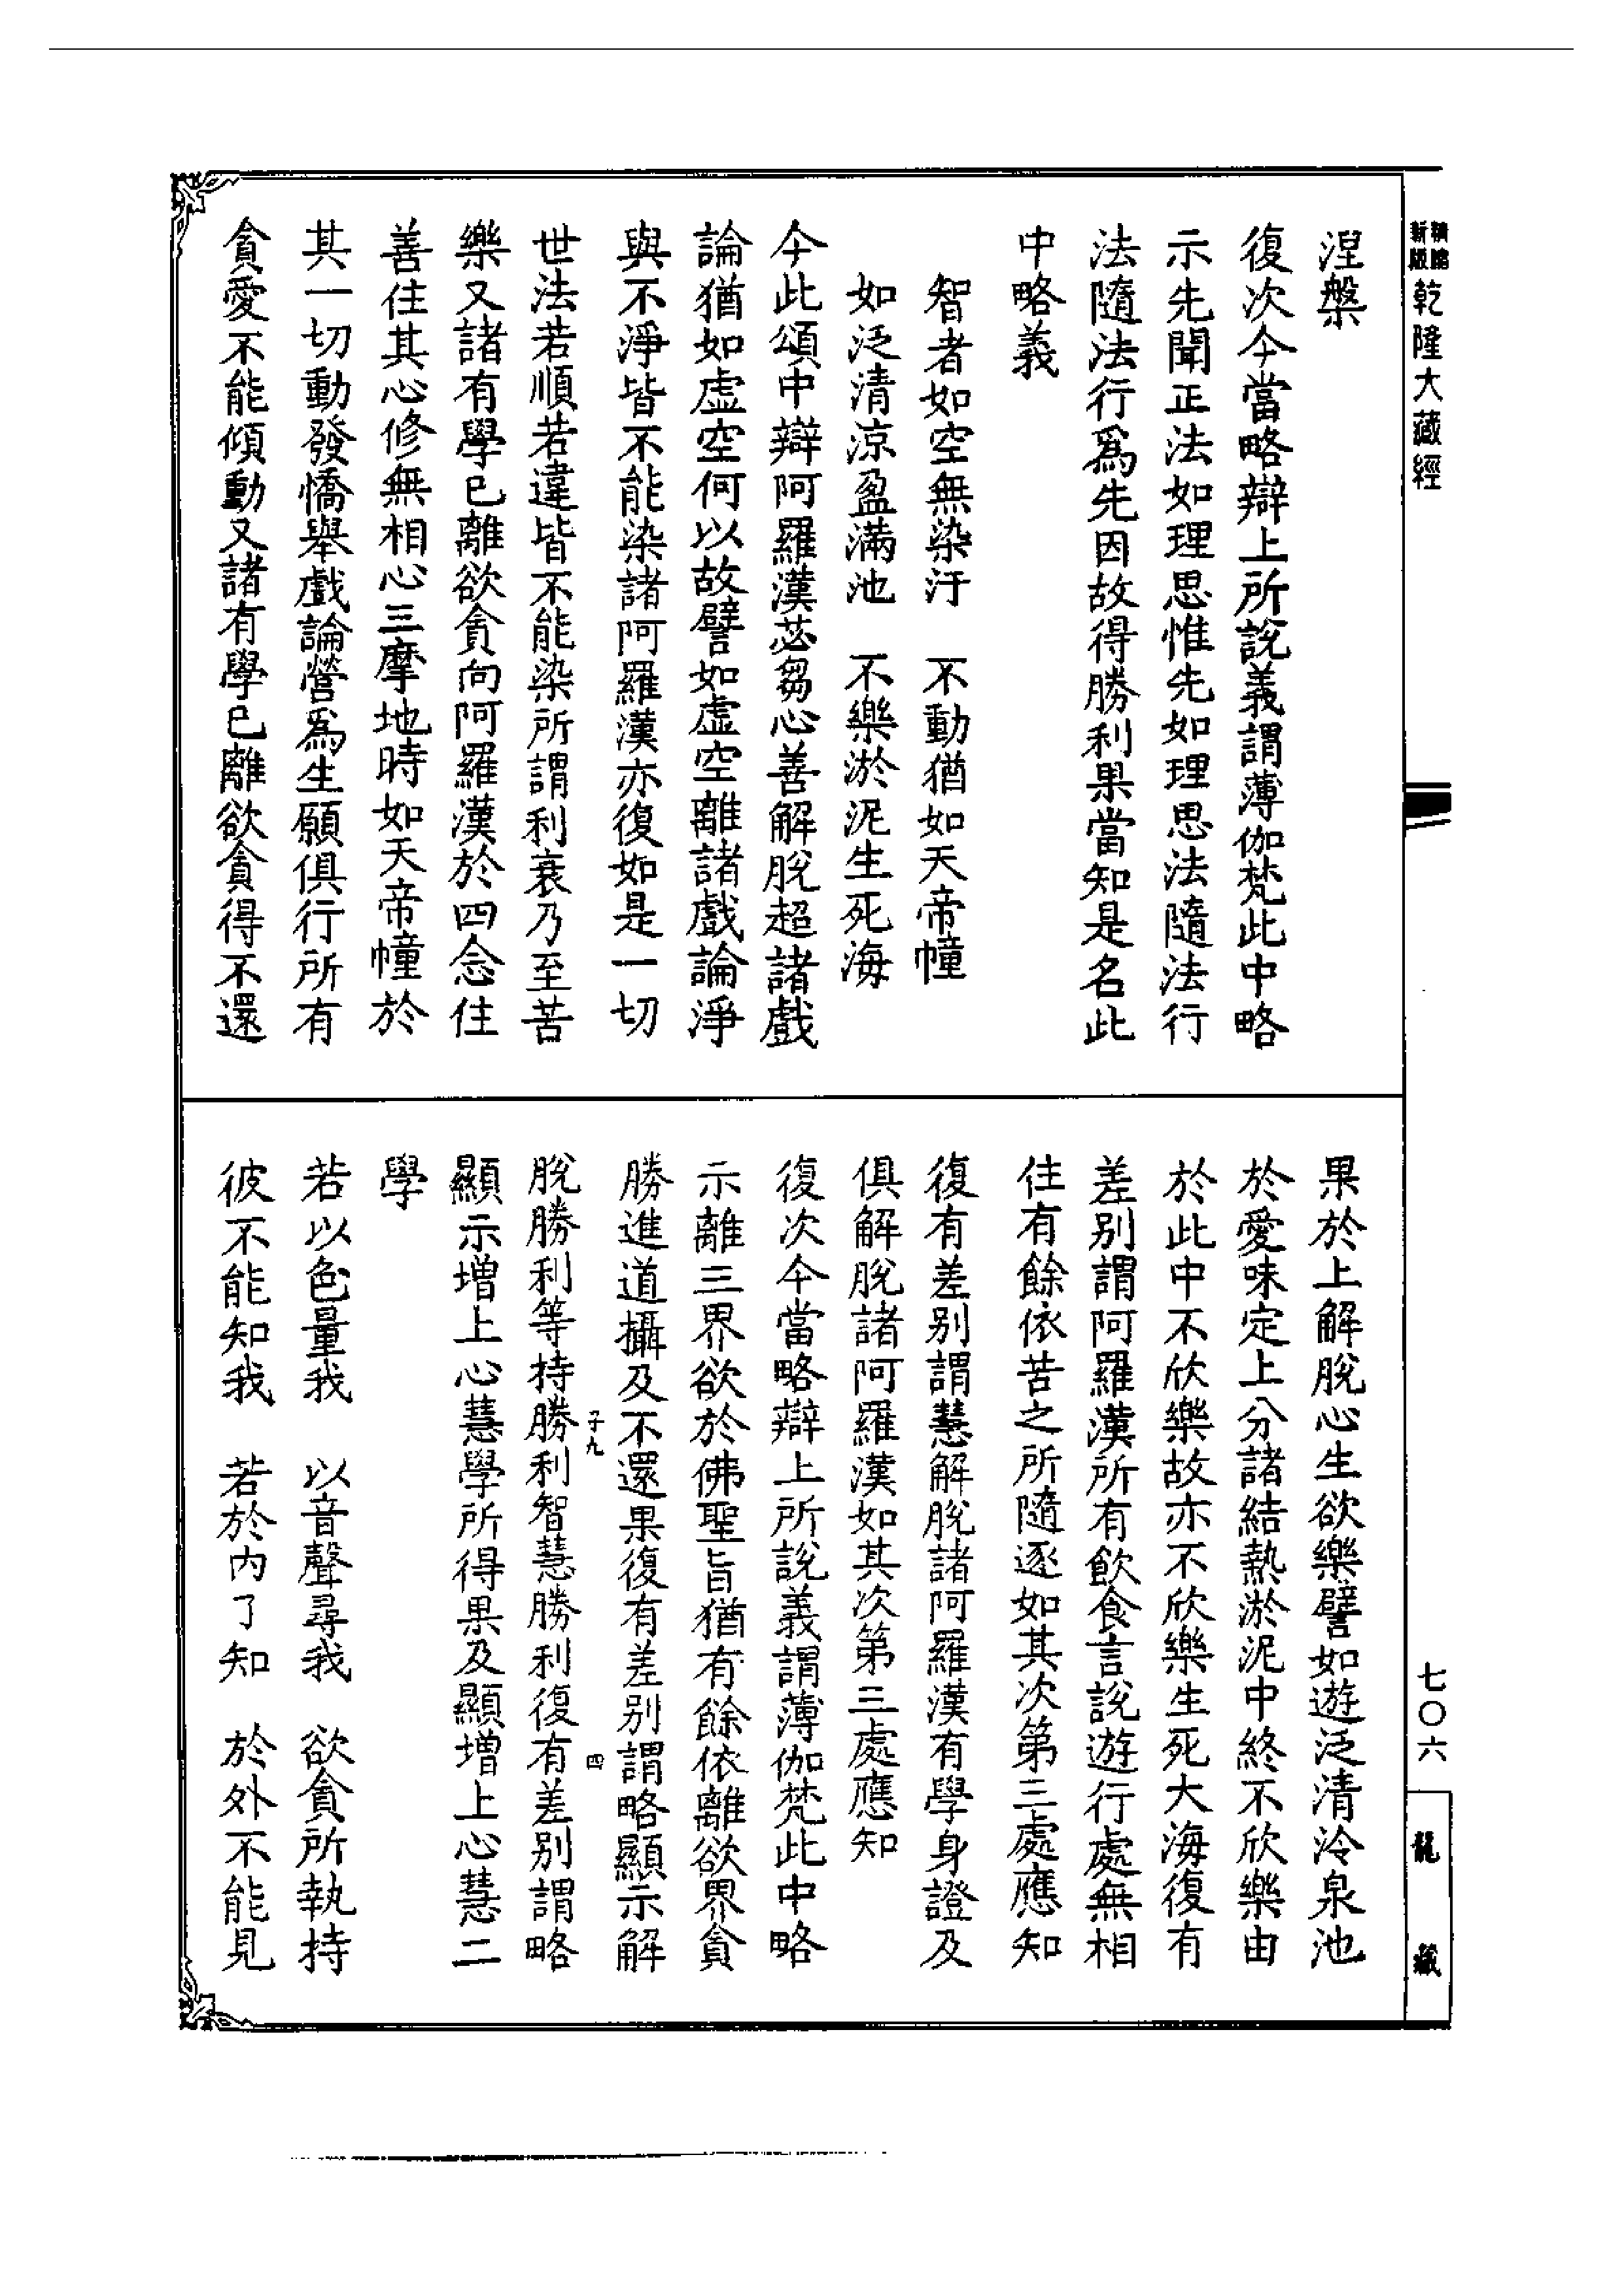 新版
精縮
乾隆大藏經
七〇六
龍藏
涅槃
復次今當略辯上所說義謂薄伽梵此中略
示先聞正法如理思惟先如理思法隨法行
法隨法行爲先因故得勝利果當知是名此
中略義
智者如空無染汙　不動猶如天帝幢
如泛清涼盈滿池　不樂淤泥生死海
今此頌中辯阿羅漢苾芻心善解脫超諸戲
論猶如虛空何以故譬如虛空離諸戲論淨
與不淨皆不能染諸阿羅漢亦復如是一切
世法若順若違皆不能染所謂利衰乃至苦
樂又諸有學已離欲貪向阿羅漢於四念住
善住其心修無相心三摩地時如天帝幢於
其一切動發憍舉戲論營爲生願俱行所有
貪愛不能傾動又諸有學已離欲貪得不還
果於上解脫心生欲樂譬如遊泛清泠泉池
於愛味定上分諸結熱淤泥中終不欣樂由
於此中不欣樂故亦不欣樂生死大海復有
差別謂阿羅漢所有飲食言說遊行處無相
住有餘依苦之所隨逐如其次第三處應知
復有差別謂慧解脫諸阿羅漢有學身證及
俱解脫諸阿羅漢如其次第三處應知
復次今當略辯上所說義謂薄伽梵此中略
示離三界欲於佛聖旨猶有餘依離欲界貪
勝進道攝及不還果復有差別謂略顯示解
子九　四
脫勝利等持勝利智慧勝利復有差別謂略
顯示增上心慧學所得果及顯增上心慧二
學
若以色量我　以音聲尋我　欲貪所執持
彼不能知我　若於內了知　於外不能見